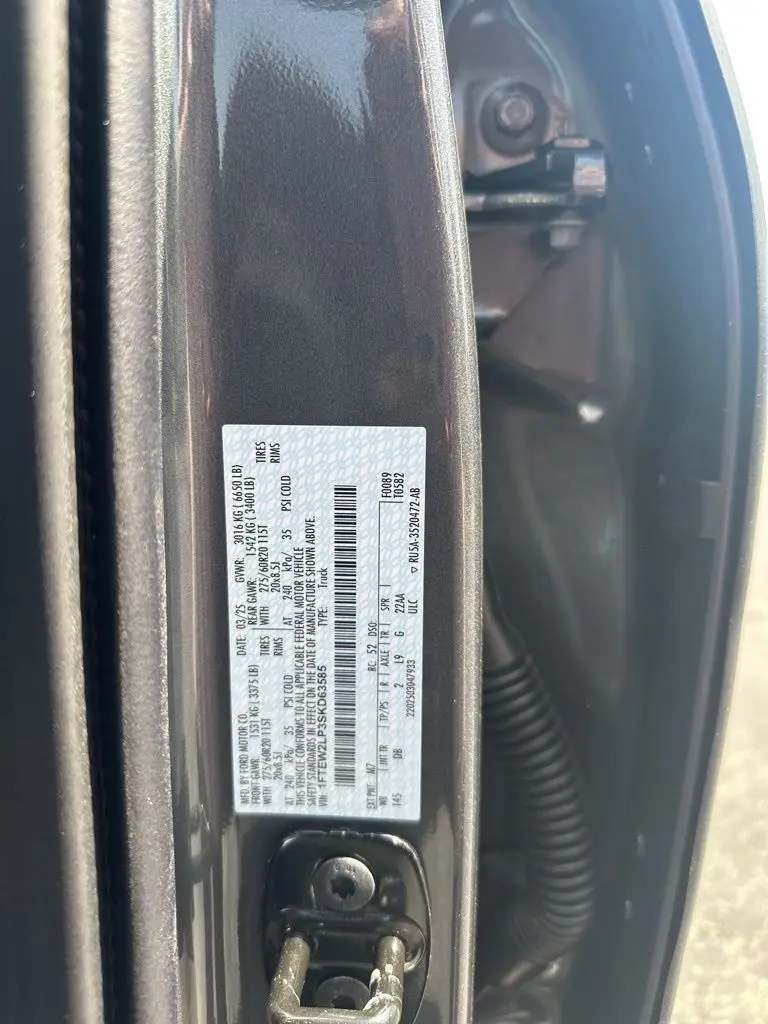 MFD. BY FORD MOTOR CO. DATE: 03/25 GVWR: 3016 KG ( 6650 LB)
FRONT GAWR: 1531 KG ( 3375 LB) REAR GAWR: 1542 KG ( 3400 LB)
WITH 275/60R20 115T TIRES WITH 275/60R20 115T TIRES
20x8.5J RIMS 20x8.5J RIMS
AT 240 kPa/ 35 PSI COLD AT 240 kPa/ 35 PSI COLD
THIS VEHICLE CONFORMS TO ALL APPLICABLE FEDERAL MOTOR VEHICLE
SAFETY STANDARDS IN EFFECT ON THE DATE OF MANUFACTURE SHOWN ABOVE.
VIN: 1FTEW2LP3SKD63585 TYPE: Truck
EXT PNT: M7 RC: 52 DSO: F0089
WB INT TR TP/PS R AXLE TR SPR T0582
145 DB 2 L9 G 22AA
2202503047933 ULC ▽ RU5A-3520472-AB